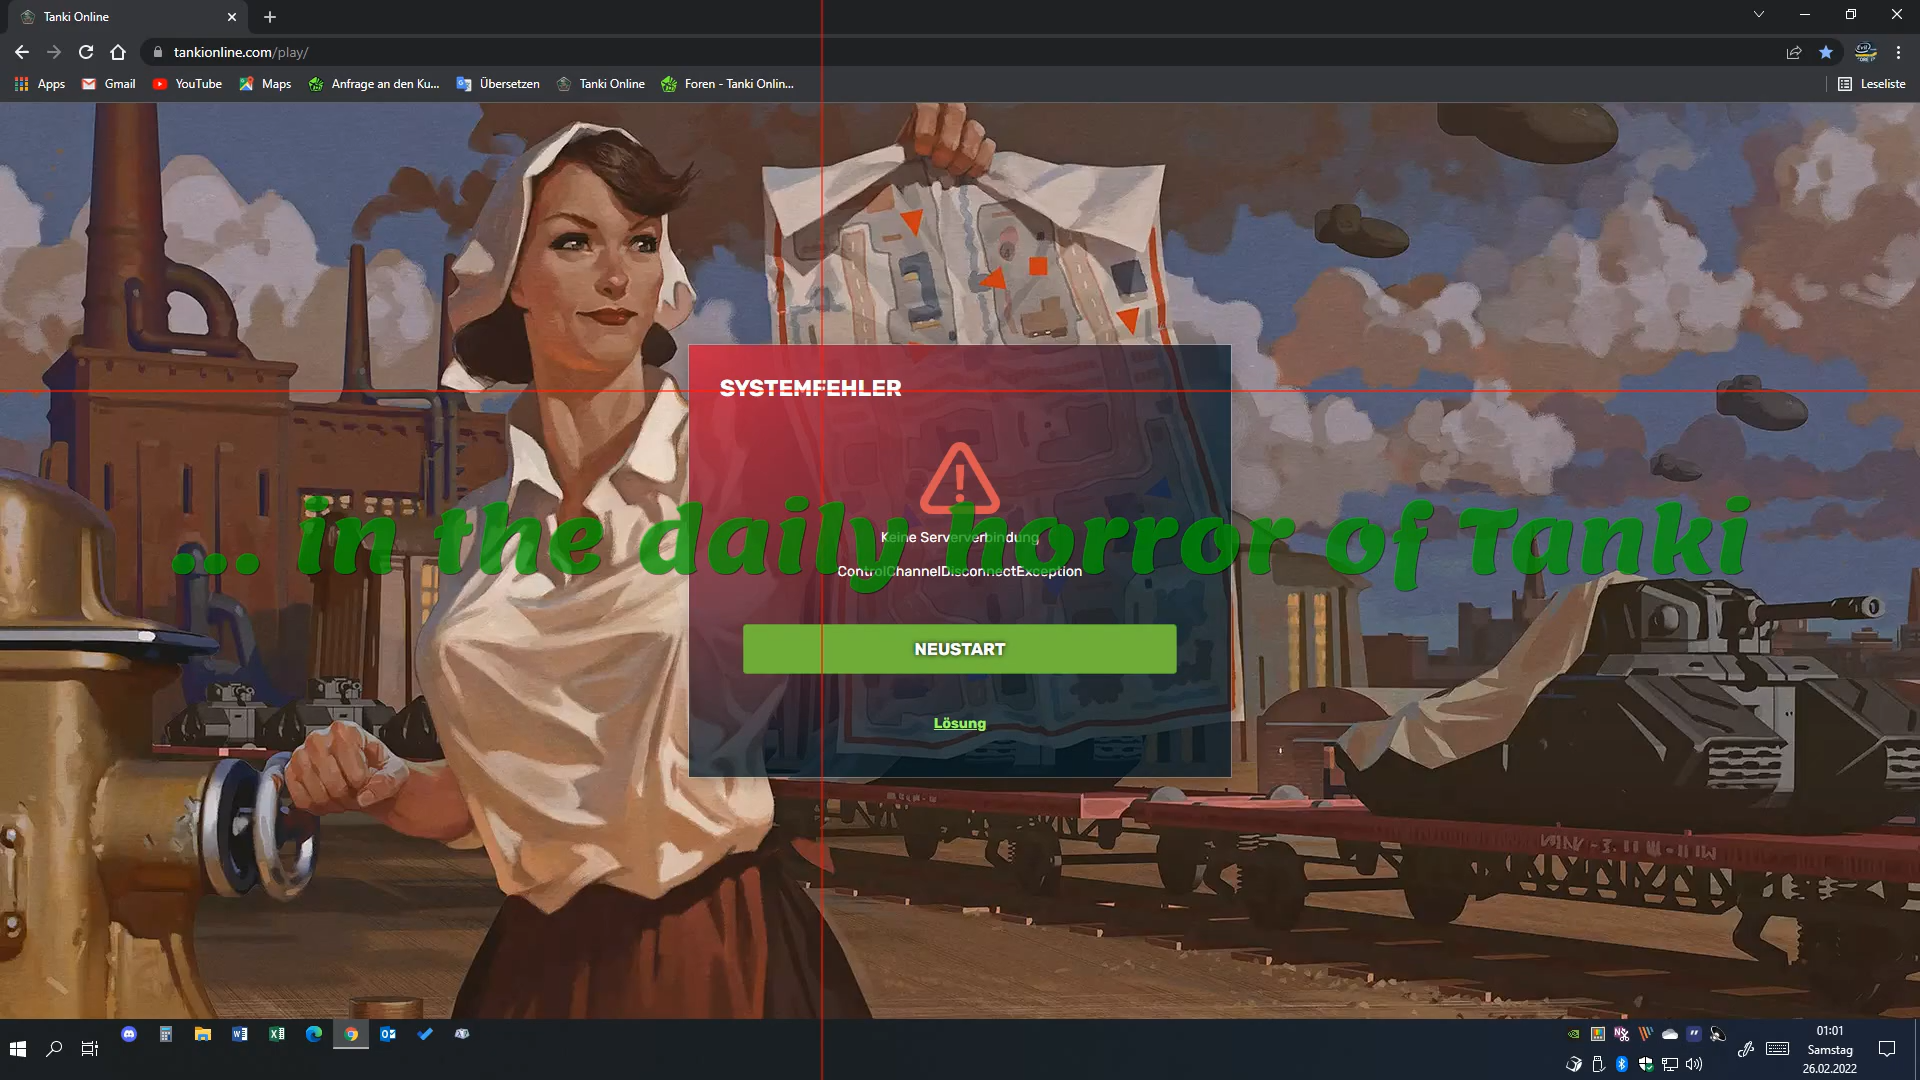 Tanki Online
tankionline.com/play/
Apps Gmail YouTube Maps Anfrage an den Ku... Übersetzen Tanki Online Foren - Tanki Onlin... Leseliste
SYSTEMFEHLER
... in the daily horror of Tanki
Keine Serververbindung
ControlChannelDisconnectException
NEUSTART
Lösung
01:01
Samstag
26.02.2022